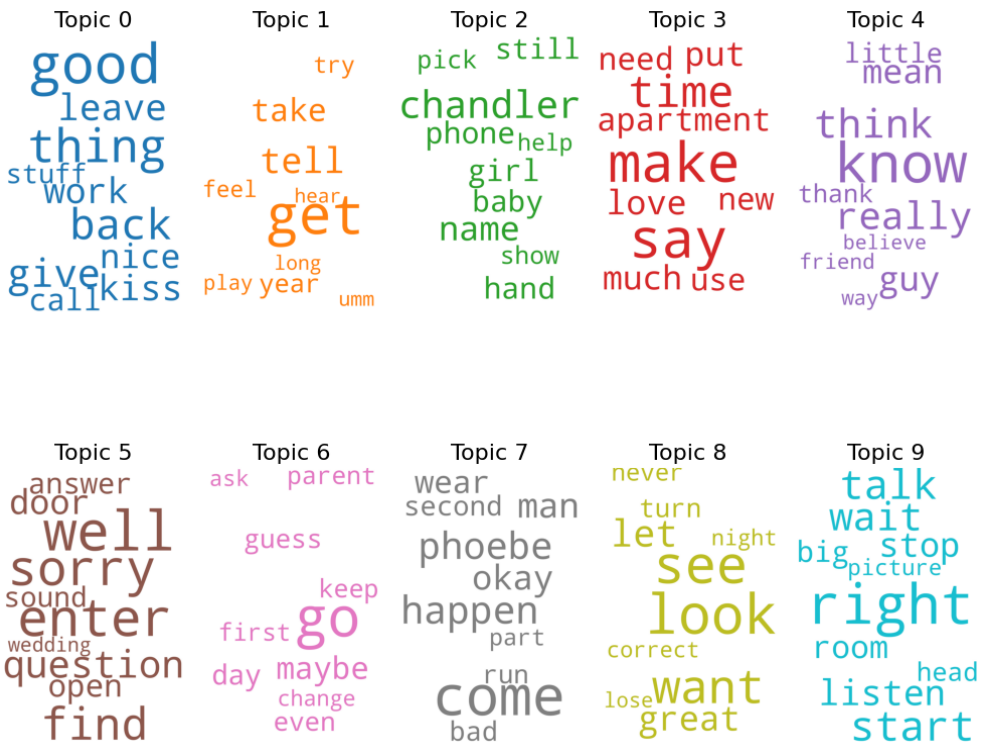 Topic 0
good
leave
thing
stuff
work
back
nice
give
kiss
call
Topic 1
try
take
tell
feel
hear
get
long
play
year
umm
Topic 2
still
pick
chandler
phone
help
girl
baby
name
show
hand
Topic 3
need
put
time
apartment
make
love
new
say
much
use
Topic 4
little
mean
think
know
thank
really
believe
friend
guy
way
Topic 5
answer
door
well
sorry
sound
enter
wedding
question
open
find
Topic 6
ask
parent
guess
keep
first
go
day
maybe
change
even
Topic 7
wear
second
man
phoebe
okay
happen
part
run
come
bad
Topic 8
never
turn
let
night
see
look
correct
lose
want
great
Topic 9
talk
wait
big
stop
picture
right
room
head
listen
start